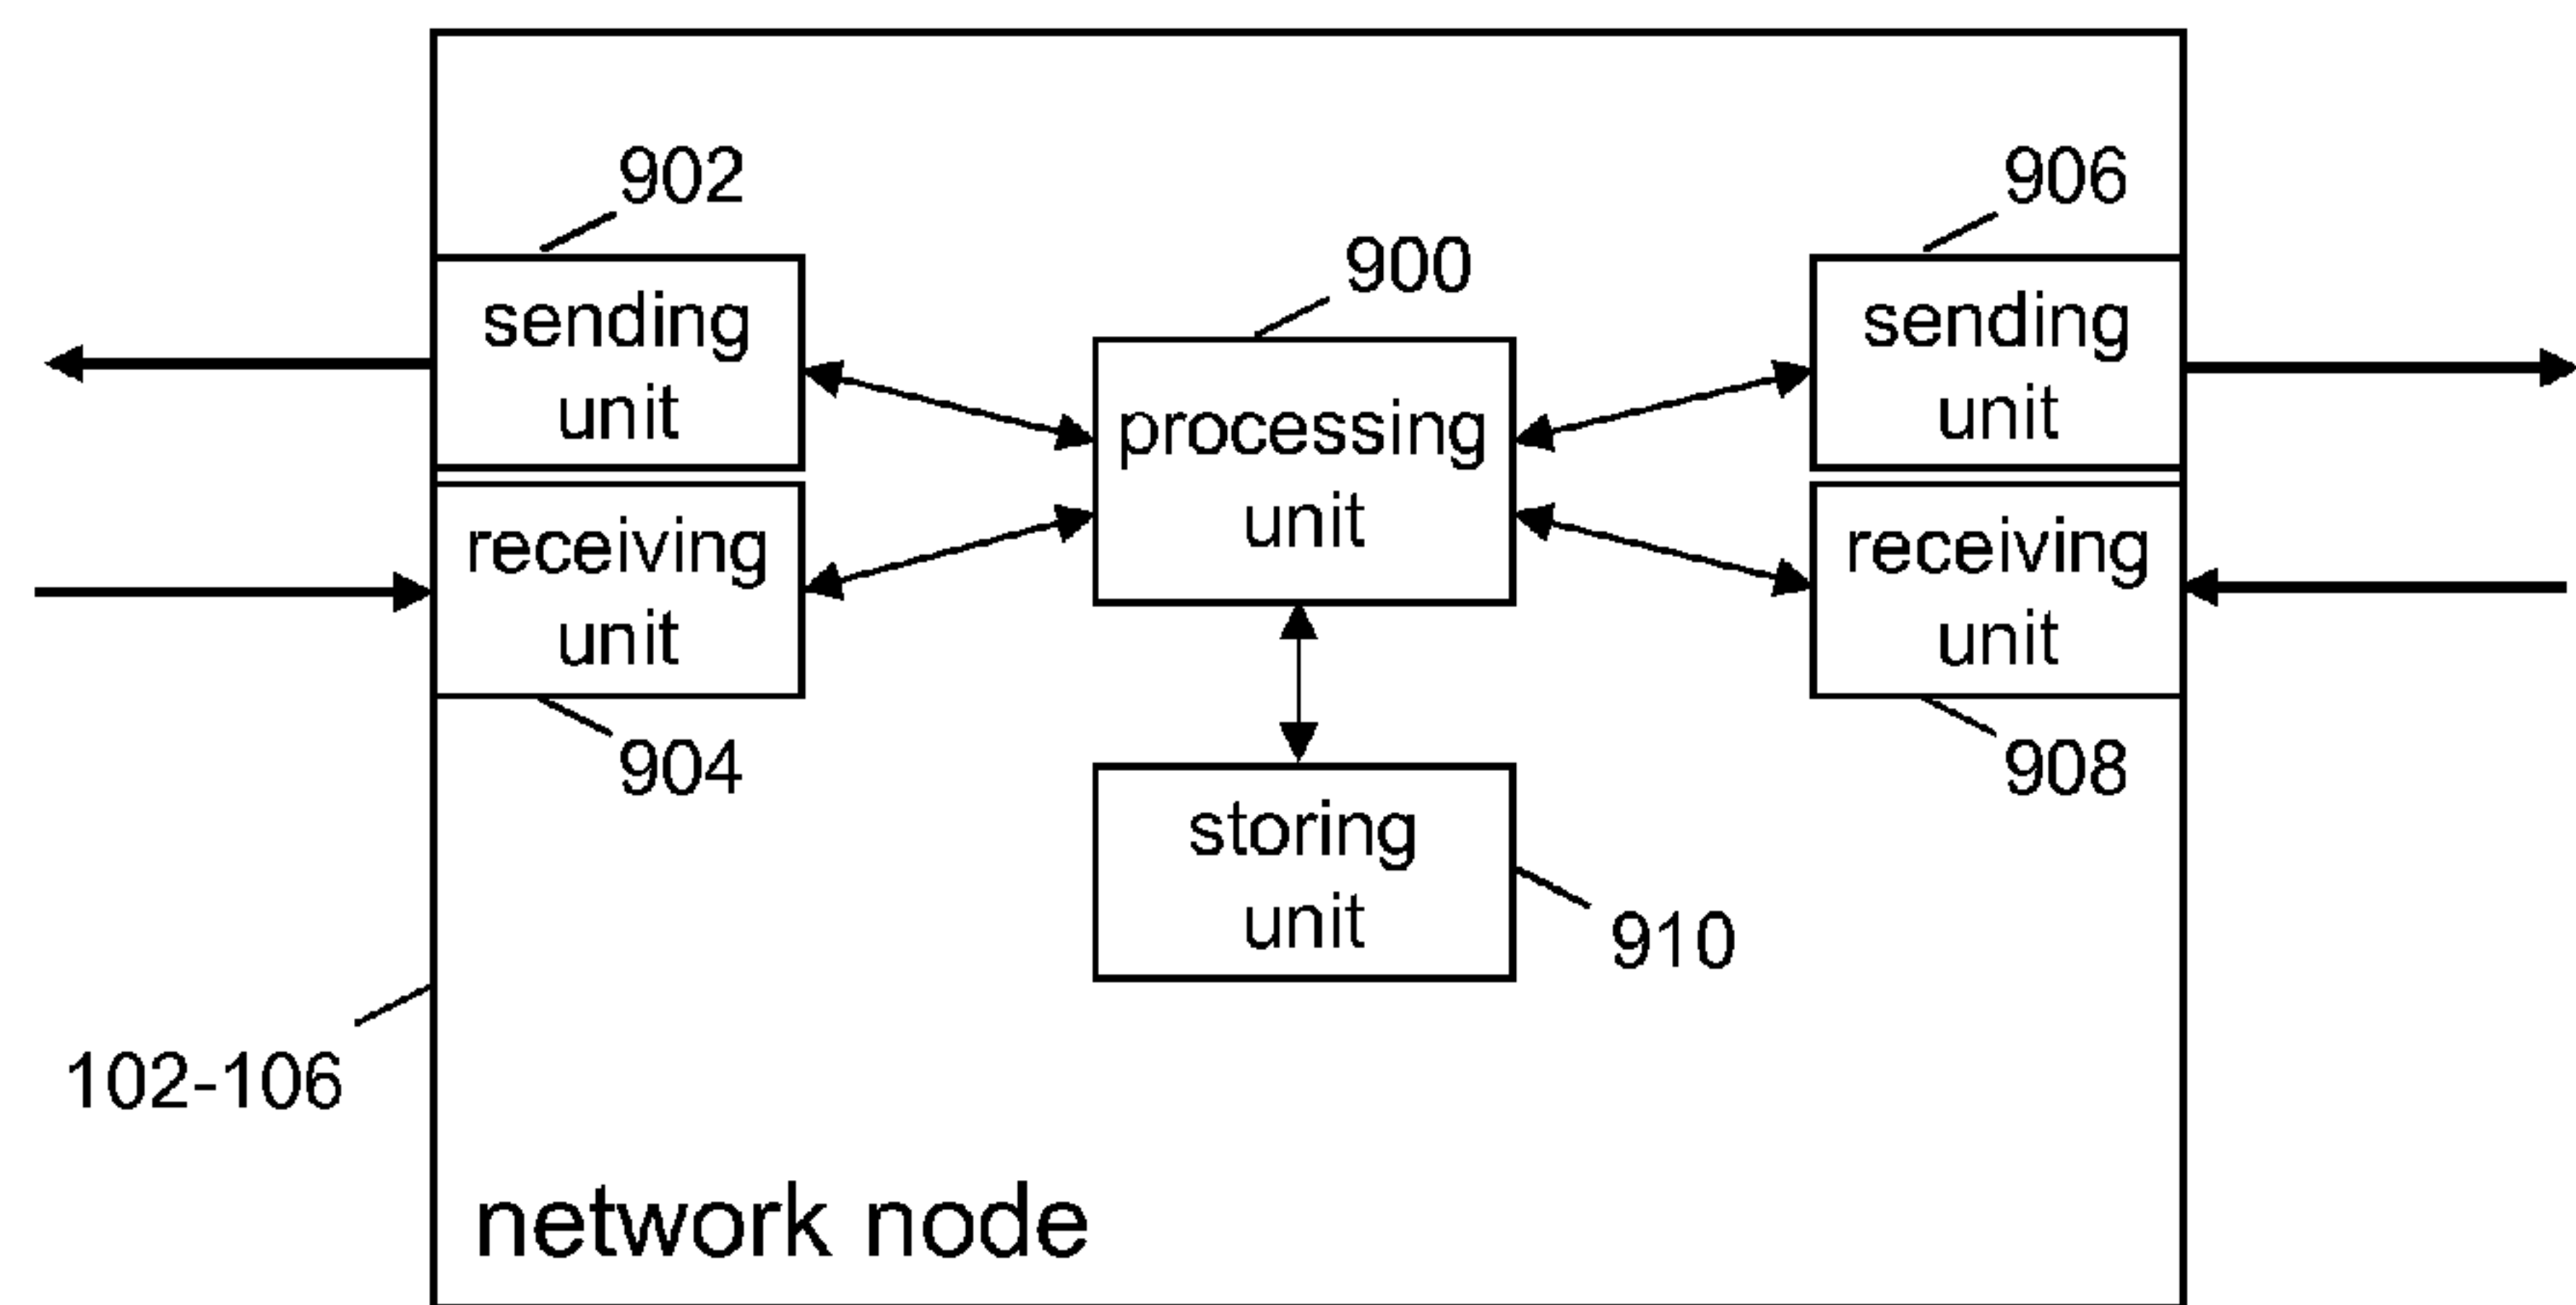 902
906
900
sending
unit
sending
unit
processing
unit
receiving
unit
receiving
unit
904
908
storing
unit
910
102-106
network node